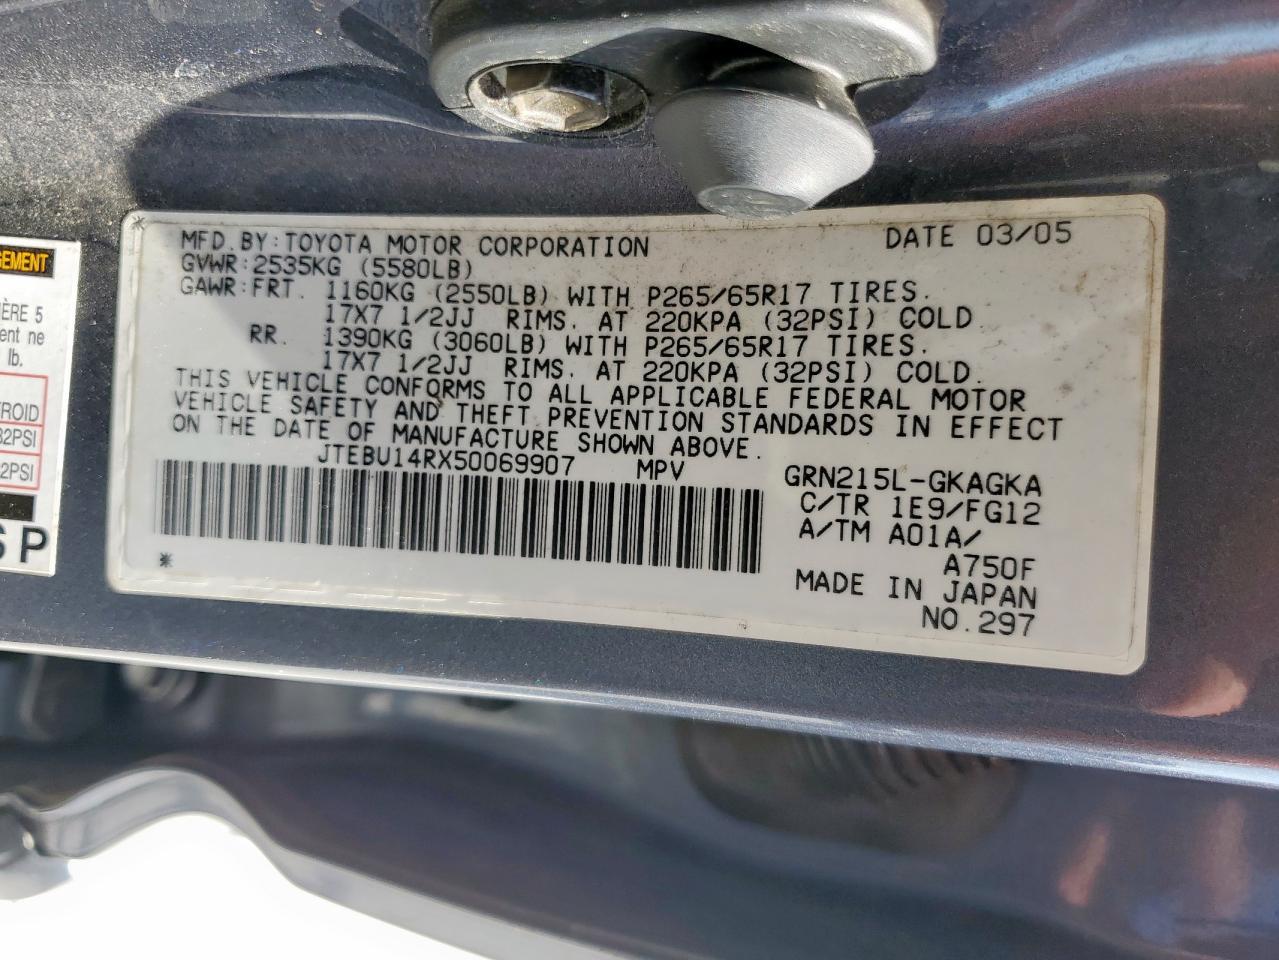 MFD.BY:TOYOTA MOTOR CORPORATION DATE 03/05
GVWR:2535KG (5580LB)
GAWR:FRT. 1160KG (2550LB) WITH P265/65R17 TIRES.
17X7 1/2JJ RIMS. AT 220KPA (32PSI) COLD
RR. 1390KG (3060LB) WITH P265/65R17 TIRES.
17X7 1/2JJ RIMS. AT 220KPA (32PSI) COLD.
THIS VEHICLE CONFORMS TO ALL APPLICABLE FEDERAL MOTOR
VEHICLE SAFETY AND THEFT PREVENTION STANDARDS IN EFFECT
ON THE DATE OF MANUFACTURE SHOWN ABOVE.
JTEBU14RX50069907 MPV
GRN215L-GKAGKA
C/TR 1E9/FG12
A/TM A01A/
A750F
MADE IN JAPAN
NO.297
GEMENT
IÈRE 5
ent ne
lb.
FROID
32PSI
2PSI
SP